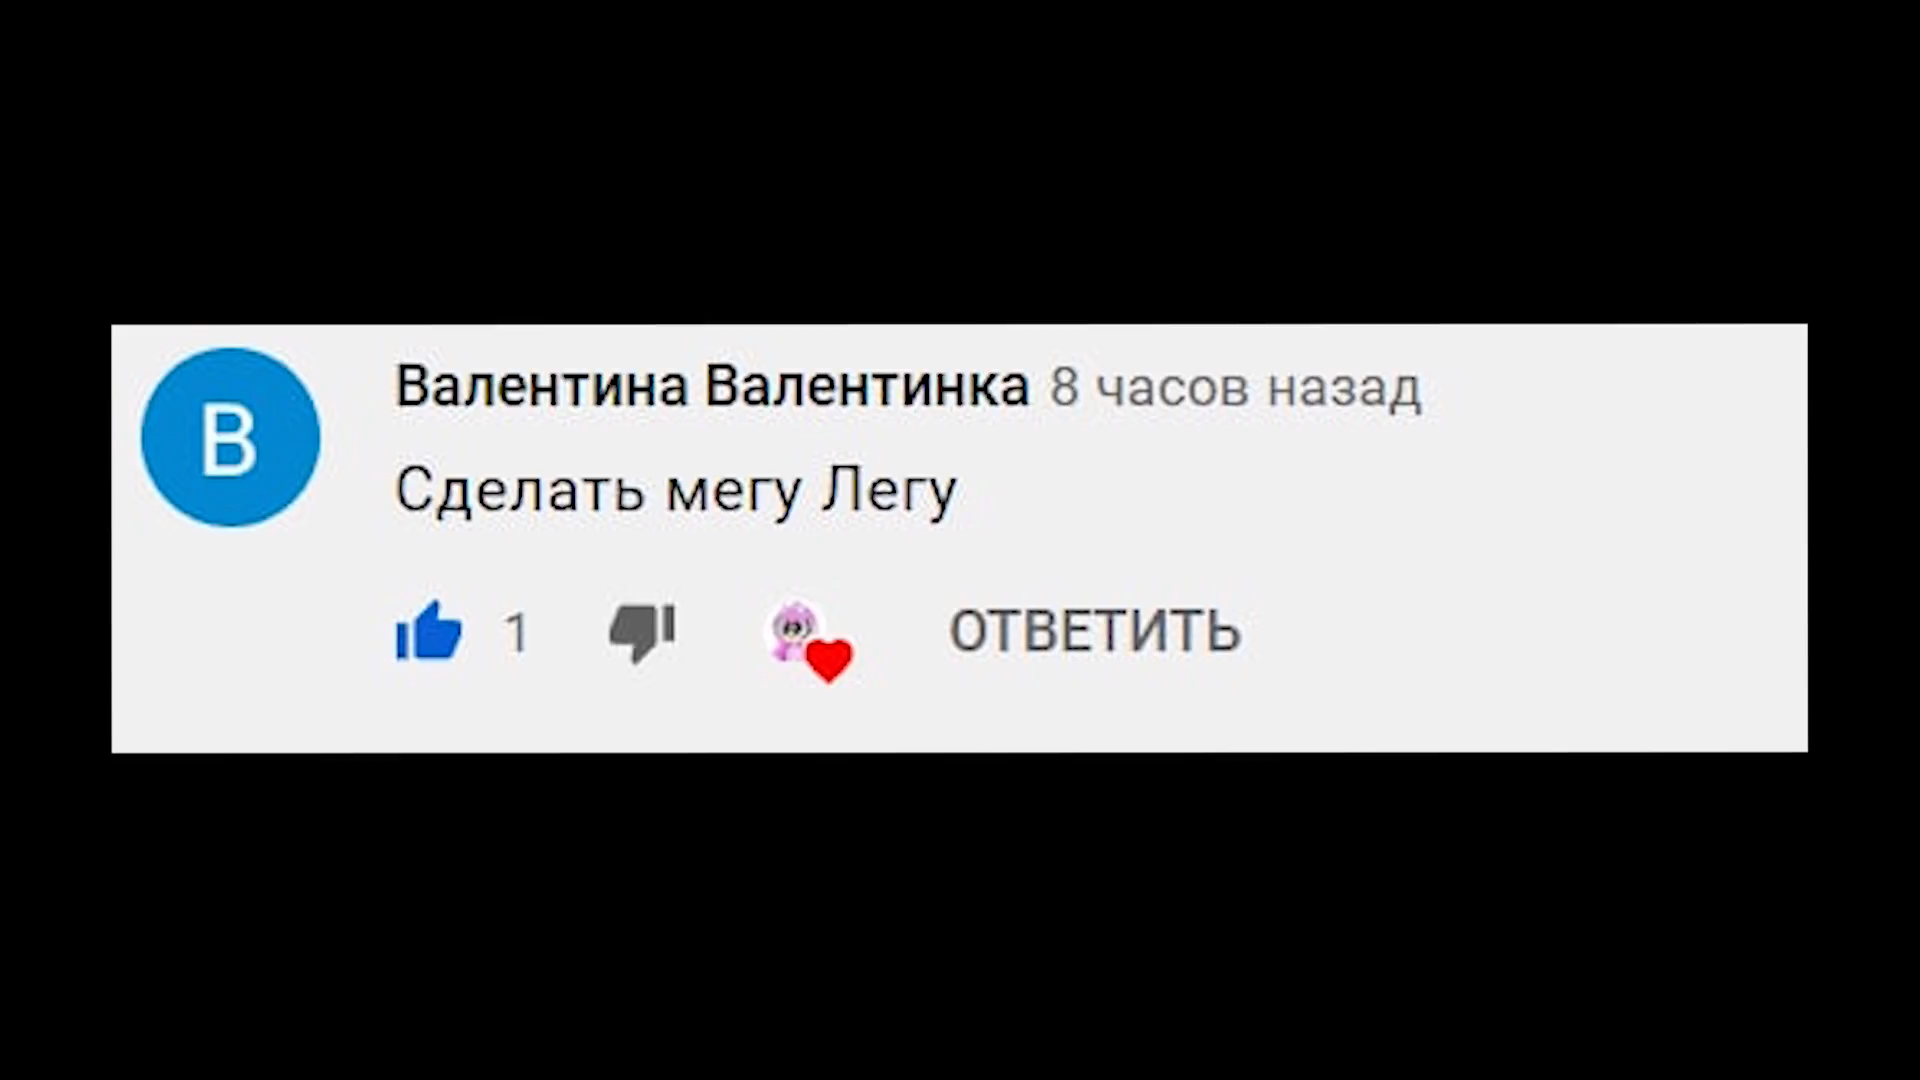 В
Валентина Валентинка 8 часов назад
Сделать мегу Легу
1
ОТВЕТИТЬ